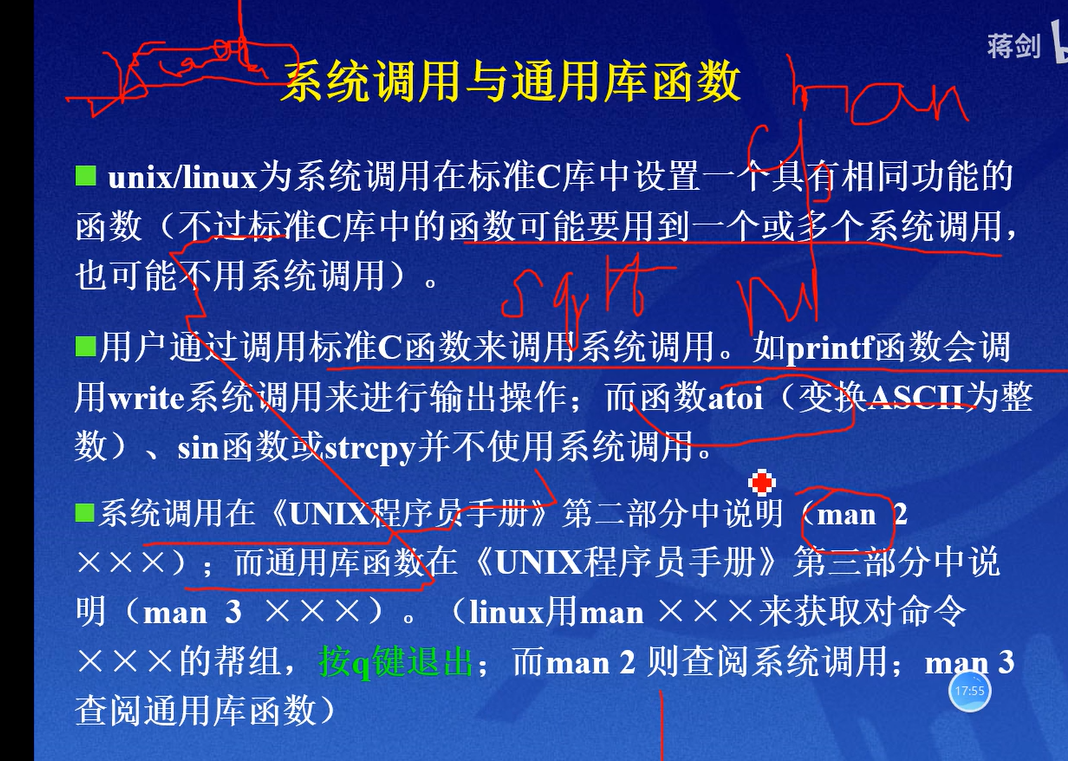 蒋剑
系统调用与通用库函数
man
unix/linux为系统调用在标准C库中设置一个具有相同功能的
函数（不过标准C库中的函数可能要用到一个或多个系统调用，
也可能不用系统调用）。
sqrt
用户通过调用标准C函数来调用系统调用。如printf函数会调
用write系统调用来进行输出操作；而函数atoi（变换ASCII为整
数）、sin函数或strcpy并不使用系统调用。
系统调用在《UNIX程序员手册》第二部分中说明（man 2
×××）；而通用库函数在《UNIX程序员手册》第三部分中说
明（man 3 ×××）。（linux用man ×××来获取对命令
×××的帮组，按q键退出；而man 2 则查阅系统调用；man 3
查阅通用库函数）
17:55